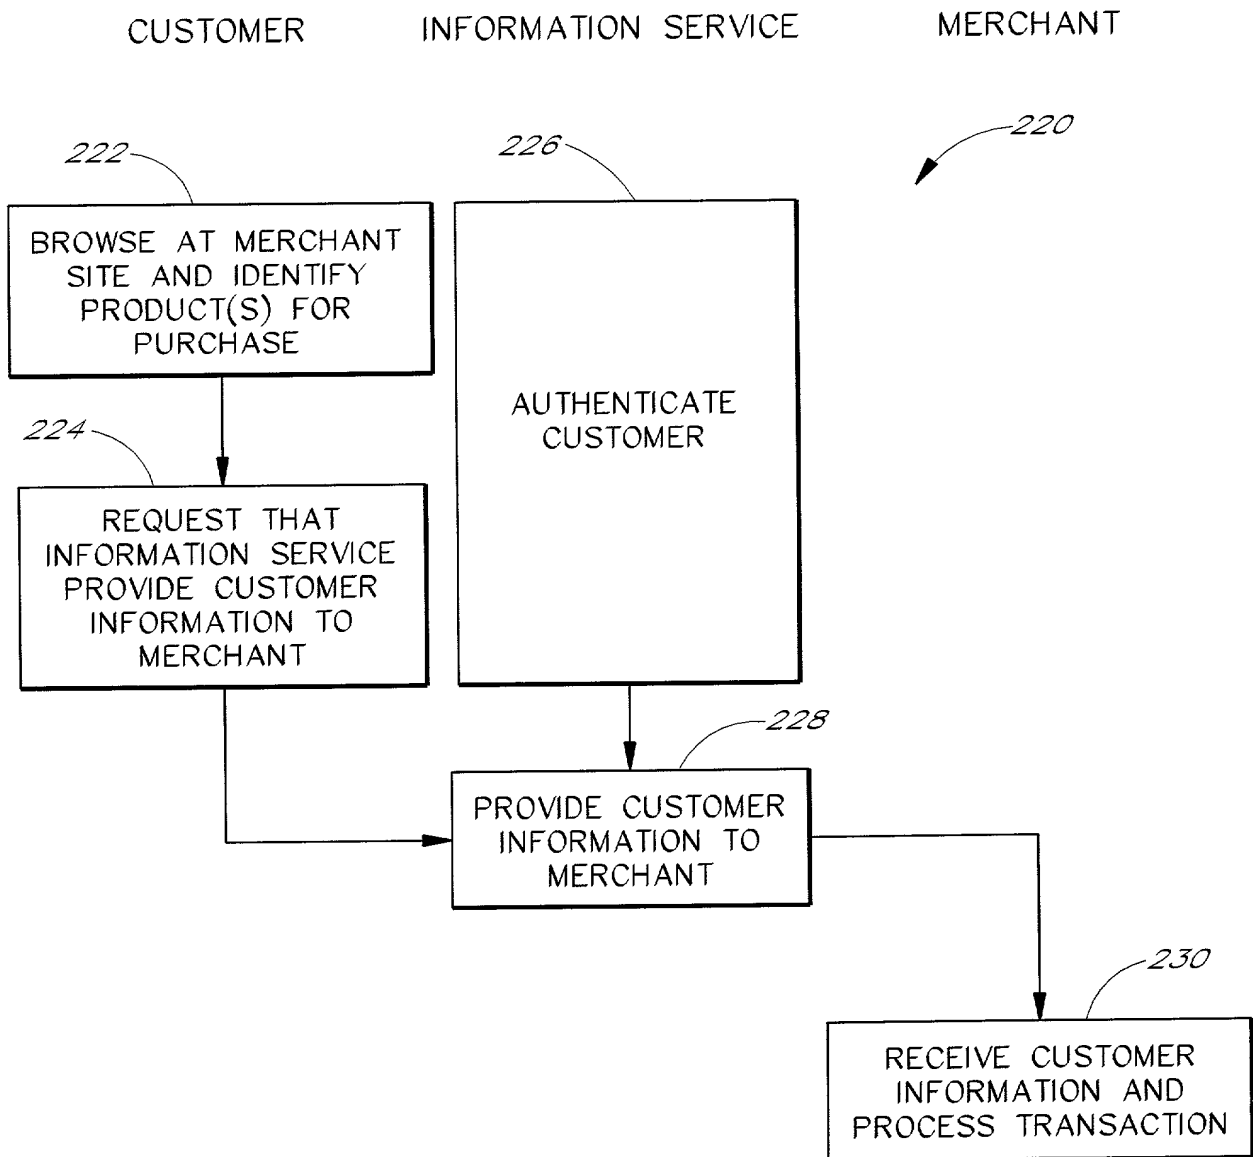 CUSTOMER
INFORMATION SERVICE
MERCHANT
220
222
226
BROWSE AT MERCHANT
SITE AND IDENTIFY
PRODUCT(S) FOR
PURCHASE
AUTHENTICATE
CUSTOMER
224
REQUEST THAT
INFORMATION SERVICE
PROVIDE CUSTOMER
INFORMATION TO
MERCHANT
228
PROVIDE CUSTOMER
INFORMATION TO
MERCHANT
230
RECEIVE CUSTOMER
INFORMATION AND
PROCESS TRANSACTION